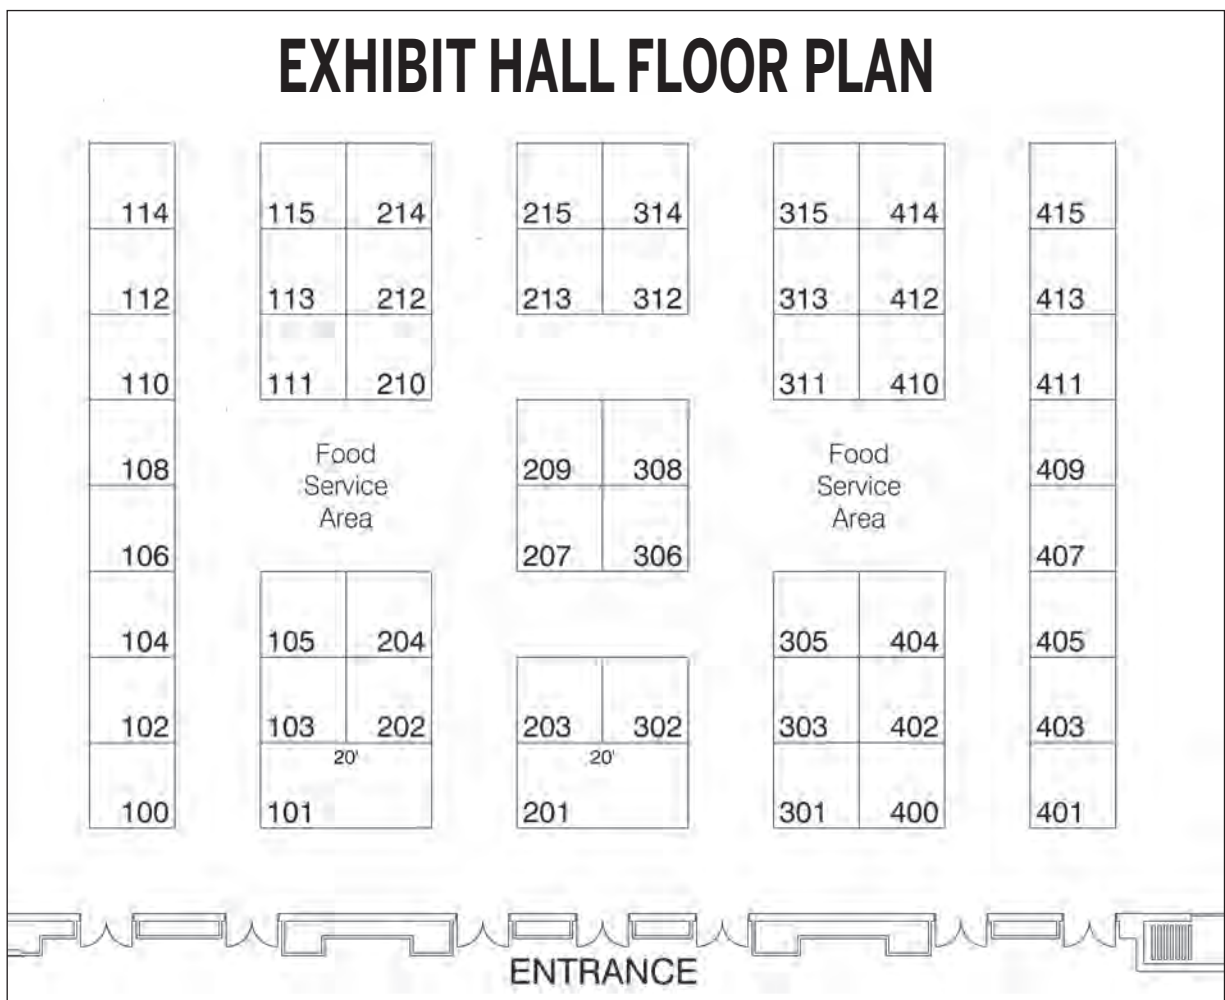 EXHIBIT HALL FLOOR PLAN
114 115 214 215 314 315 414 415
112 113 212 213 312 313 412 413
110 111 210 311 410 411
Food
Service
Area
Food
Service
Area
108 209 308 409
106 207 306 407
104 105 204 305 404 405
102 103 202 203 302 303 402 403
20' 20'
100 101 201 301 400 401
ENTRANCE